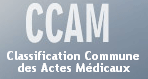 CCAM
Classification Commune
des Actes Médicaux